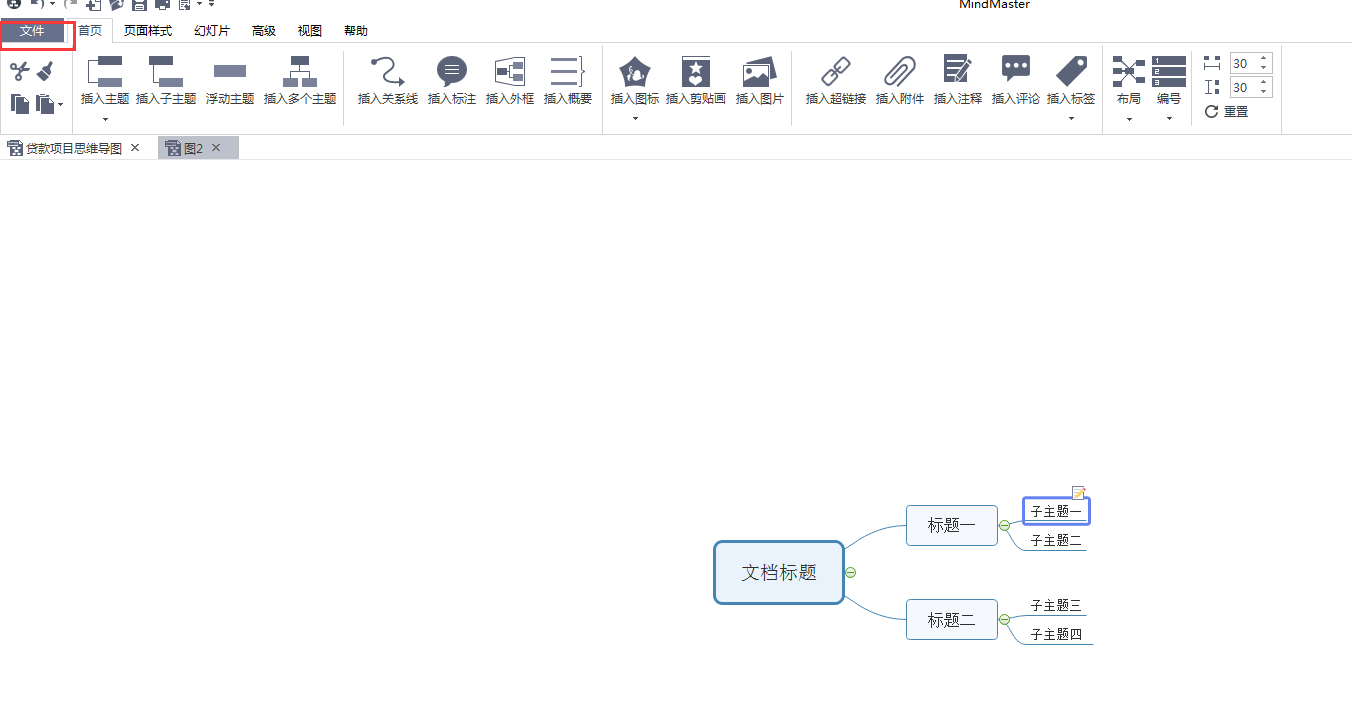 MindMaster
文件 首页 页面样式 幻灯片 高级 视图 帮助
30
插入主题 插入子主题 浮动主题 插入多个主题 插入关系线 插入标注 插入外框 插入概要 插入图标 插入剪贴画 插入图片 插入超链接 插入附件 插入注释 插入评论 插入标签 布局 编号
1
2
3
30
重置
贷款项目思维导图 图2
文档标题
标题一
子主题一
子主题二
标题二
子主题三
子主题四